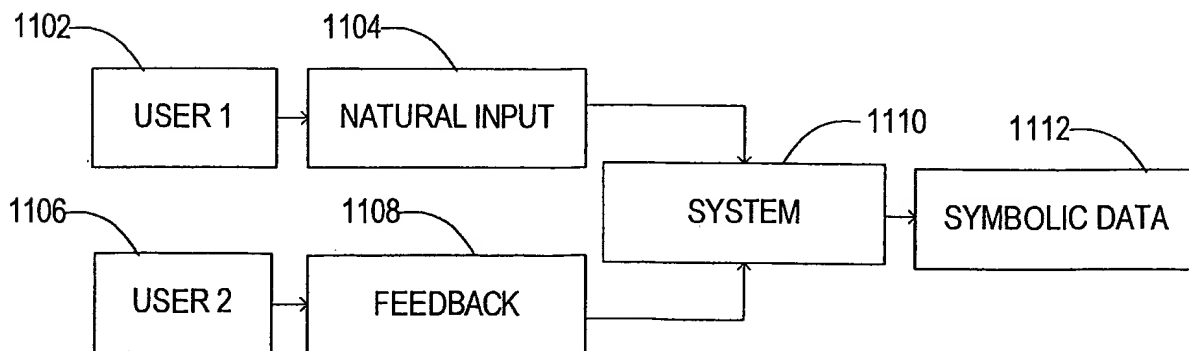 1102
1104
USER 1
NATURAL INPUT
1110
1112
SYSTEM
SYMBOLIC DATA
1106
1108
USER 2
FEEDBACK